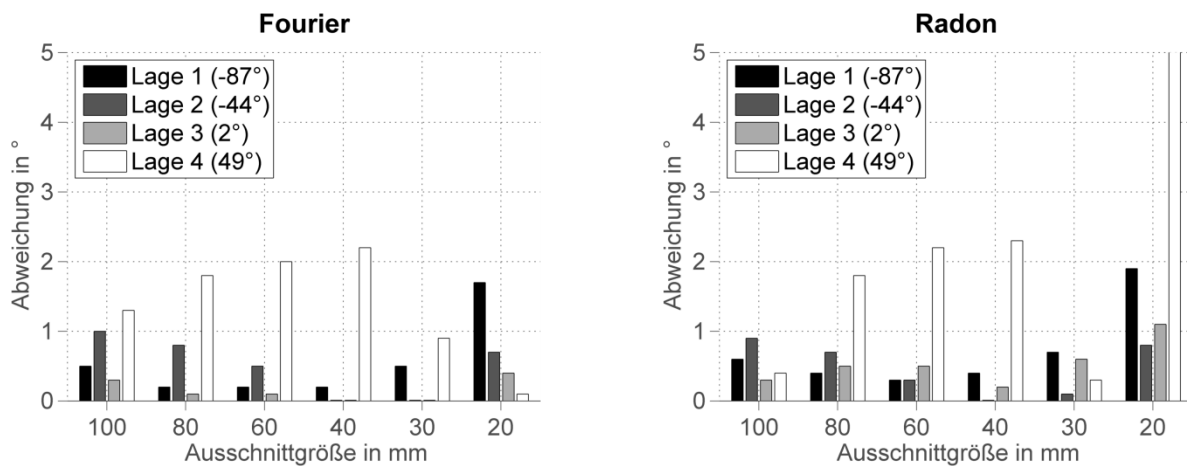 Fourier
Abweichung in °
5
4
3
2
1
0
Lage 1 (-87°)
Lage 2 (-44°)
Lage 3 (2°)
Lage 4 (49°)
100 80 60 40 30 20
Ausschnittgröße in mm
Radon
Abweichung in °
5
4
3
2
1
0
Lage 1 (-87°)
Lage 2 (-44°)
Lage 3 (2°)
Lage 4 (49°)
100 80 60 40 30 20
Ausschnittgröße in mm